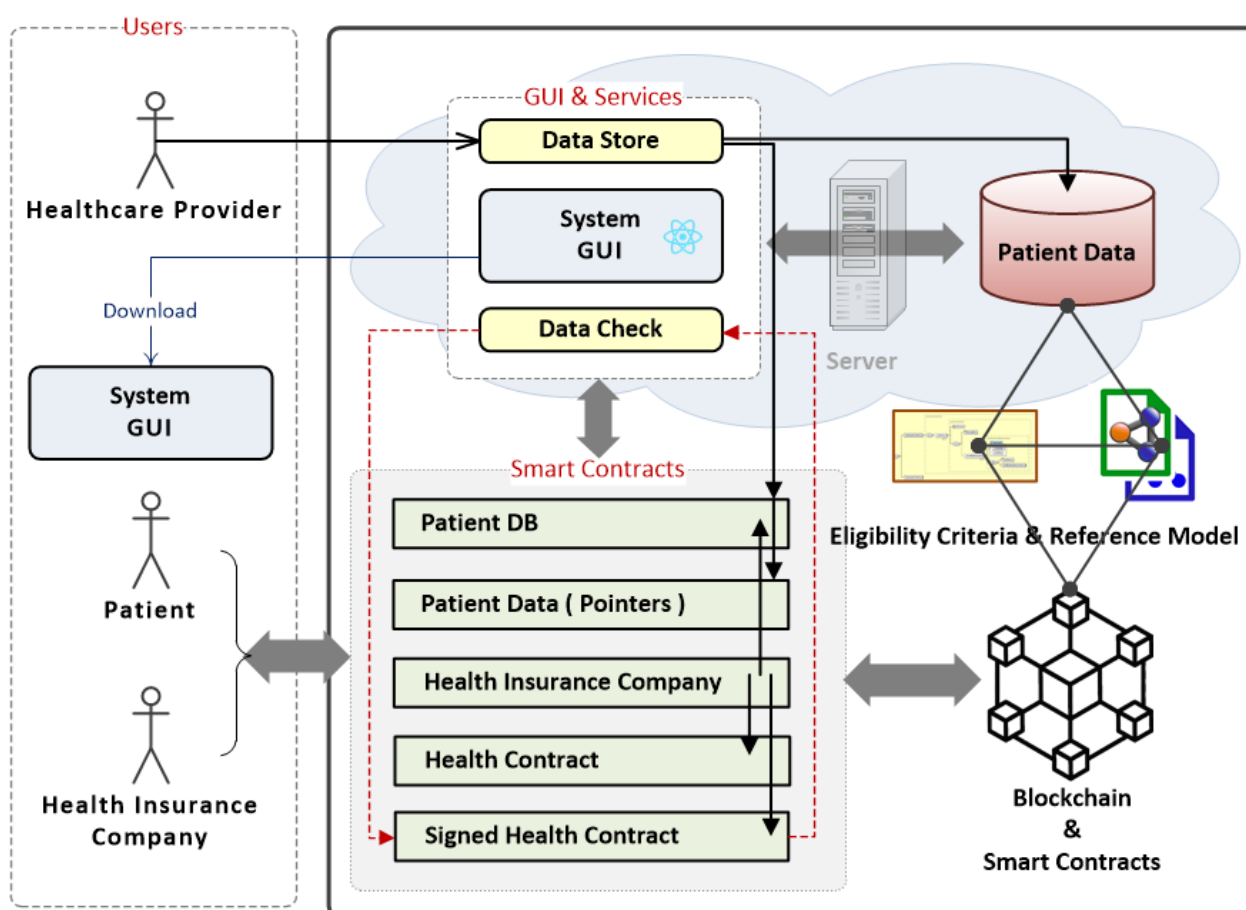 Users
GUI & Services
Data Store
Healthcare Provider
System
GUI
Patient Data
Download
Data Check
Server
System
GUI
Smart Contracts
Patient DB
Eligibility Criteria & Reference Model
Patient
Patient Data ( Pointers )
Health Insurance Company
Health Contract
Health Insurance
Company
Signed Health Contract
Blockchain
&
Smart Contracts